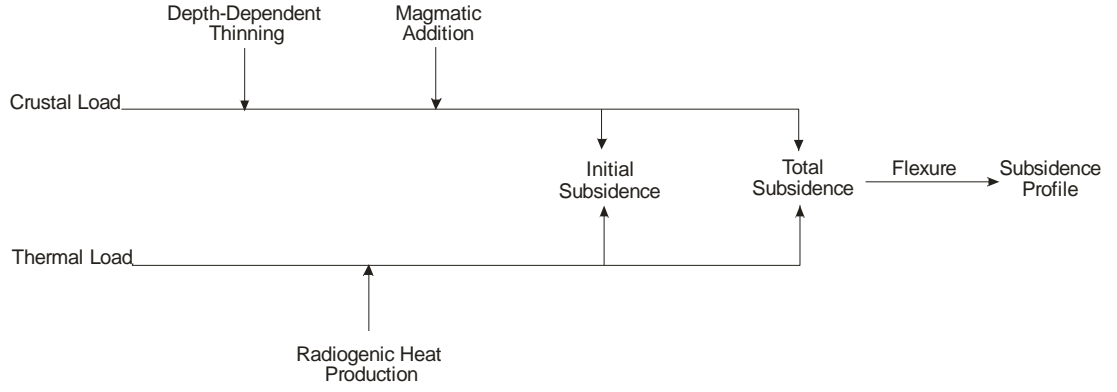 Depth-Dependent
Thinning
Magmatic
Addition
Crustal Load
Initial
Subsidence
Total
Subsidence
Flexure
Subsidence
Profile
Thermal Load
Radiogenic Heat
Production